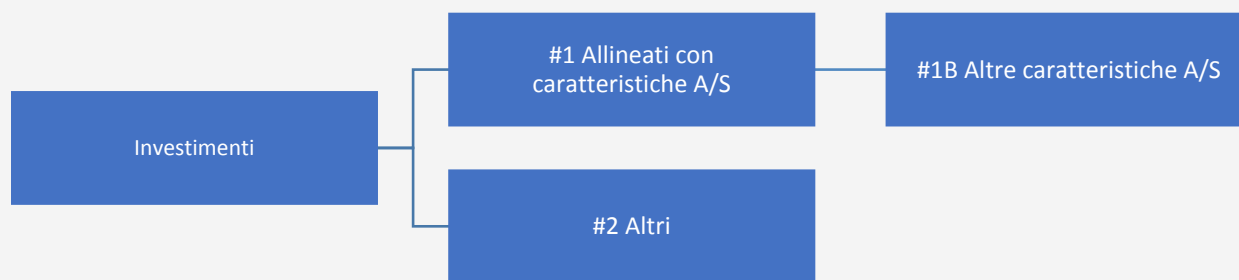 #1 Allineati con
caratteristiche A/S
#1B Altre caratteristiche A/S
Investimenti
#2 Altri